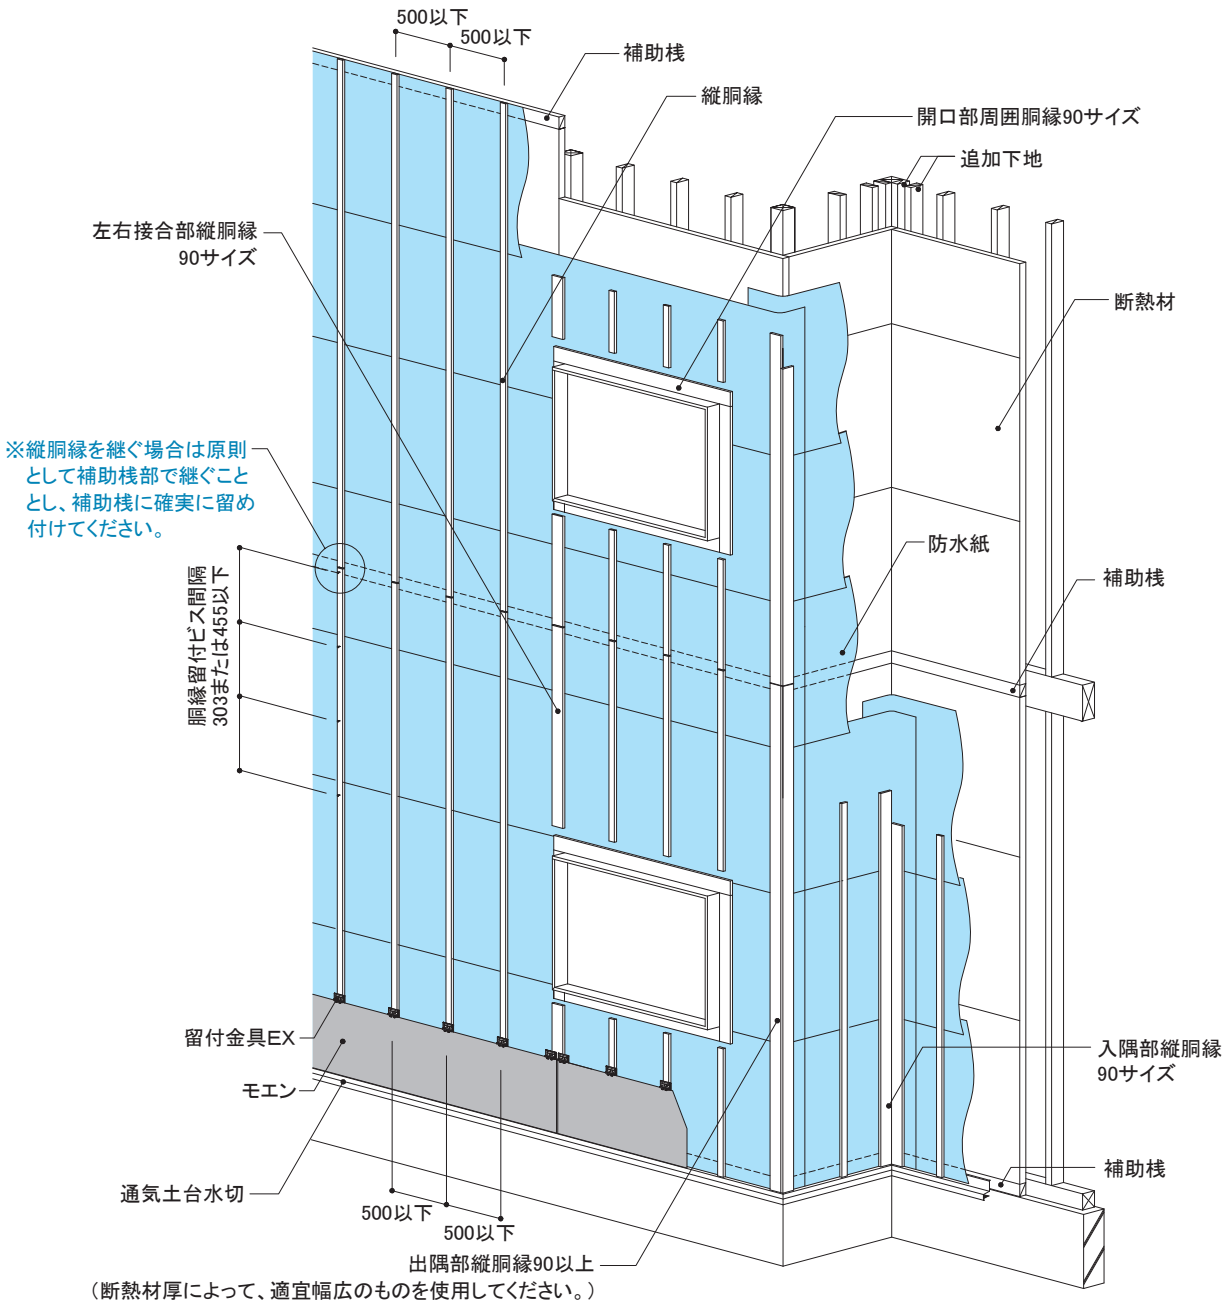 500以下
500以下
補助桟
縦胴縁
開口部周囲胴縁90サイズ
追加下地
左右接合部縦胴縁
90サイズ
断熱材
※縦胴縁を継ぐ場合は原則
として補助桟部で継ぐこと
とし、補助桟に確実に留め
付けてください。
防水紙
補助桟
胴縁留付ビス間隔
303または455以下
留付金具EX
モエン
入隅部縦胴縁
90サイズ
通気土台水切
補助桟
500以下
500以下
出隅部縦胴縁90以上
（断熱材厚によって、適宜幅広のものを使用してください。）